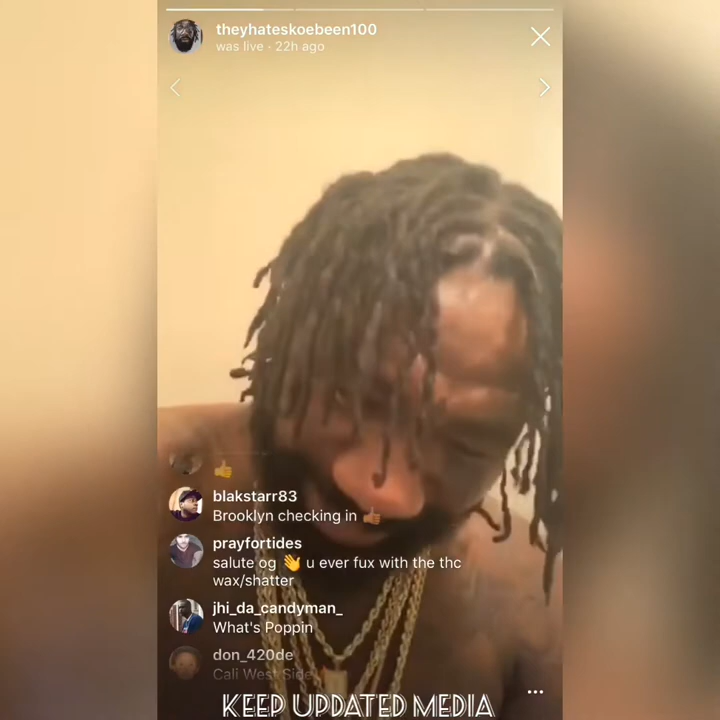 theyhateskoebeen100
was live · 22h ago
👍🏾
blakstarr83
Brooklyn checking in 👍🏾
prayfortides
salute og 👋 u ever fux with the thc
wax/shatter
jhi_da_candyman_
What's Poppin
don_420de
Cali West Side
KEEP UPDATED MEDIA